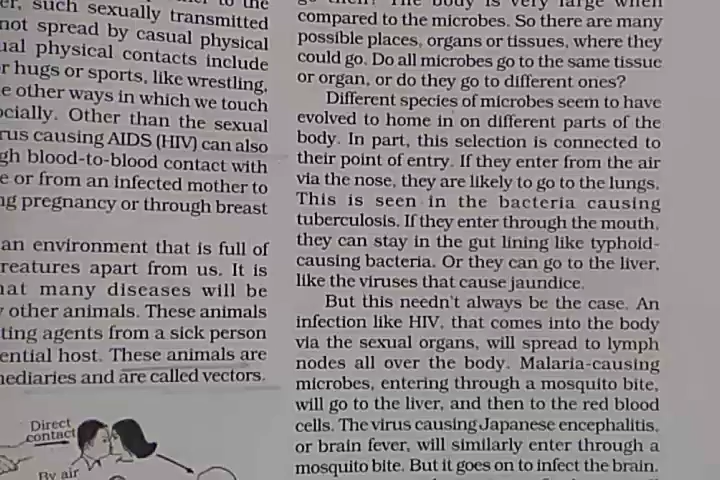 er, such sexually transmitted
not spread by casual physical
ual physical contacts include
r hugs or sports, like wrestling,
e other ways in which we touch
ocially. Other than the sexual
rus causing AIDS (HIV) can also
gh blood-to-blood contact with
e or from an infected mother to
ng pregnancy or through breast
an environment that is full of
reatures apart from us. It is
hat many diseases will be
other animals. These animals
ting agents from a sick person
ential host. These animals are
mediaries and are called vectors.
Direct
contact
By air
go then? The body is very large when
compared to the microbes. So there are many
possible places, organs or tissues, where they
could go. Do all microbes go to the same tissue
or organ, or do they go to different ones?
Different species of microbes seem to have
evolved to home in on different parts of the
body. In part, this selection is connected to
their point of entry. If they enter from the air
via the nose, they are likely to go to the lungs.
This is seen in the bacteria causing
tuberculosis. If they enter through the mouth,
they can stay in the gut lining like typhoid-
causing bacteria. Or they can go to the liver,
like the viruses that cause jaundice.
But this needn't always be the case. An
infection like HIV, that comes into the body
via the sexual organs, will spread to lymph
nodes all over the body. Malaria-causing
microbes, entering through a mosquito bite,
will go to the liver, and then to the red blood
cells. The virus causing Japanese encephalitis,
or brain fever, will similarly enter through a
mosquito bite. But it goes on to infect the brain.